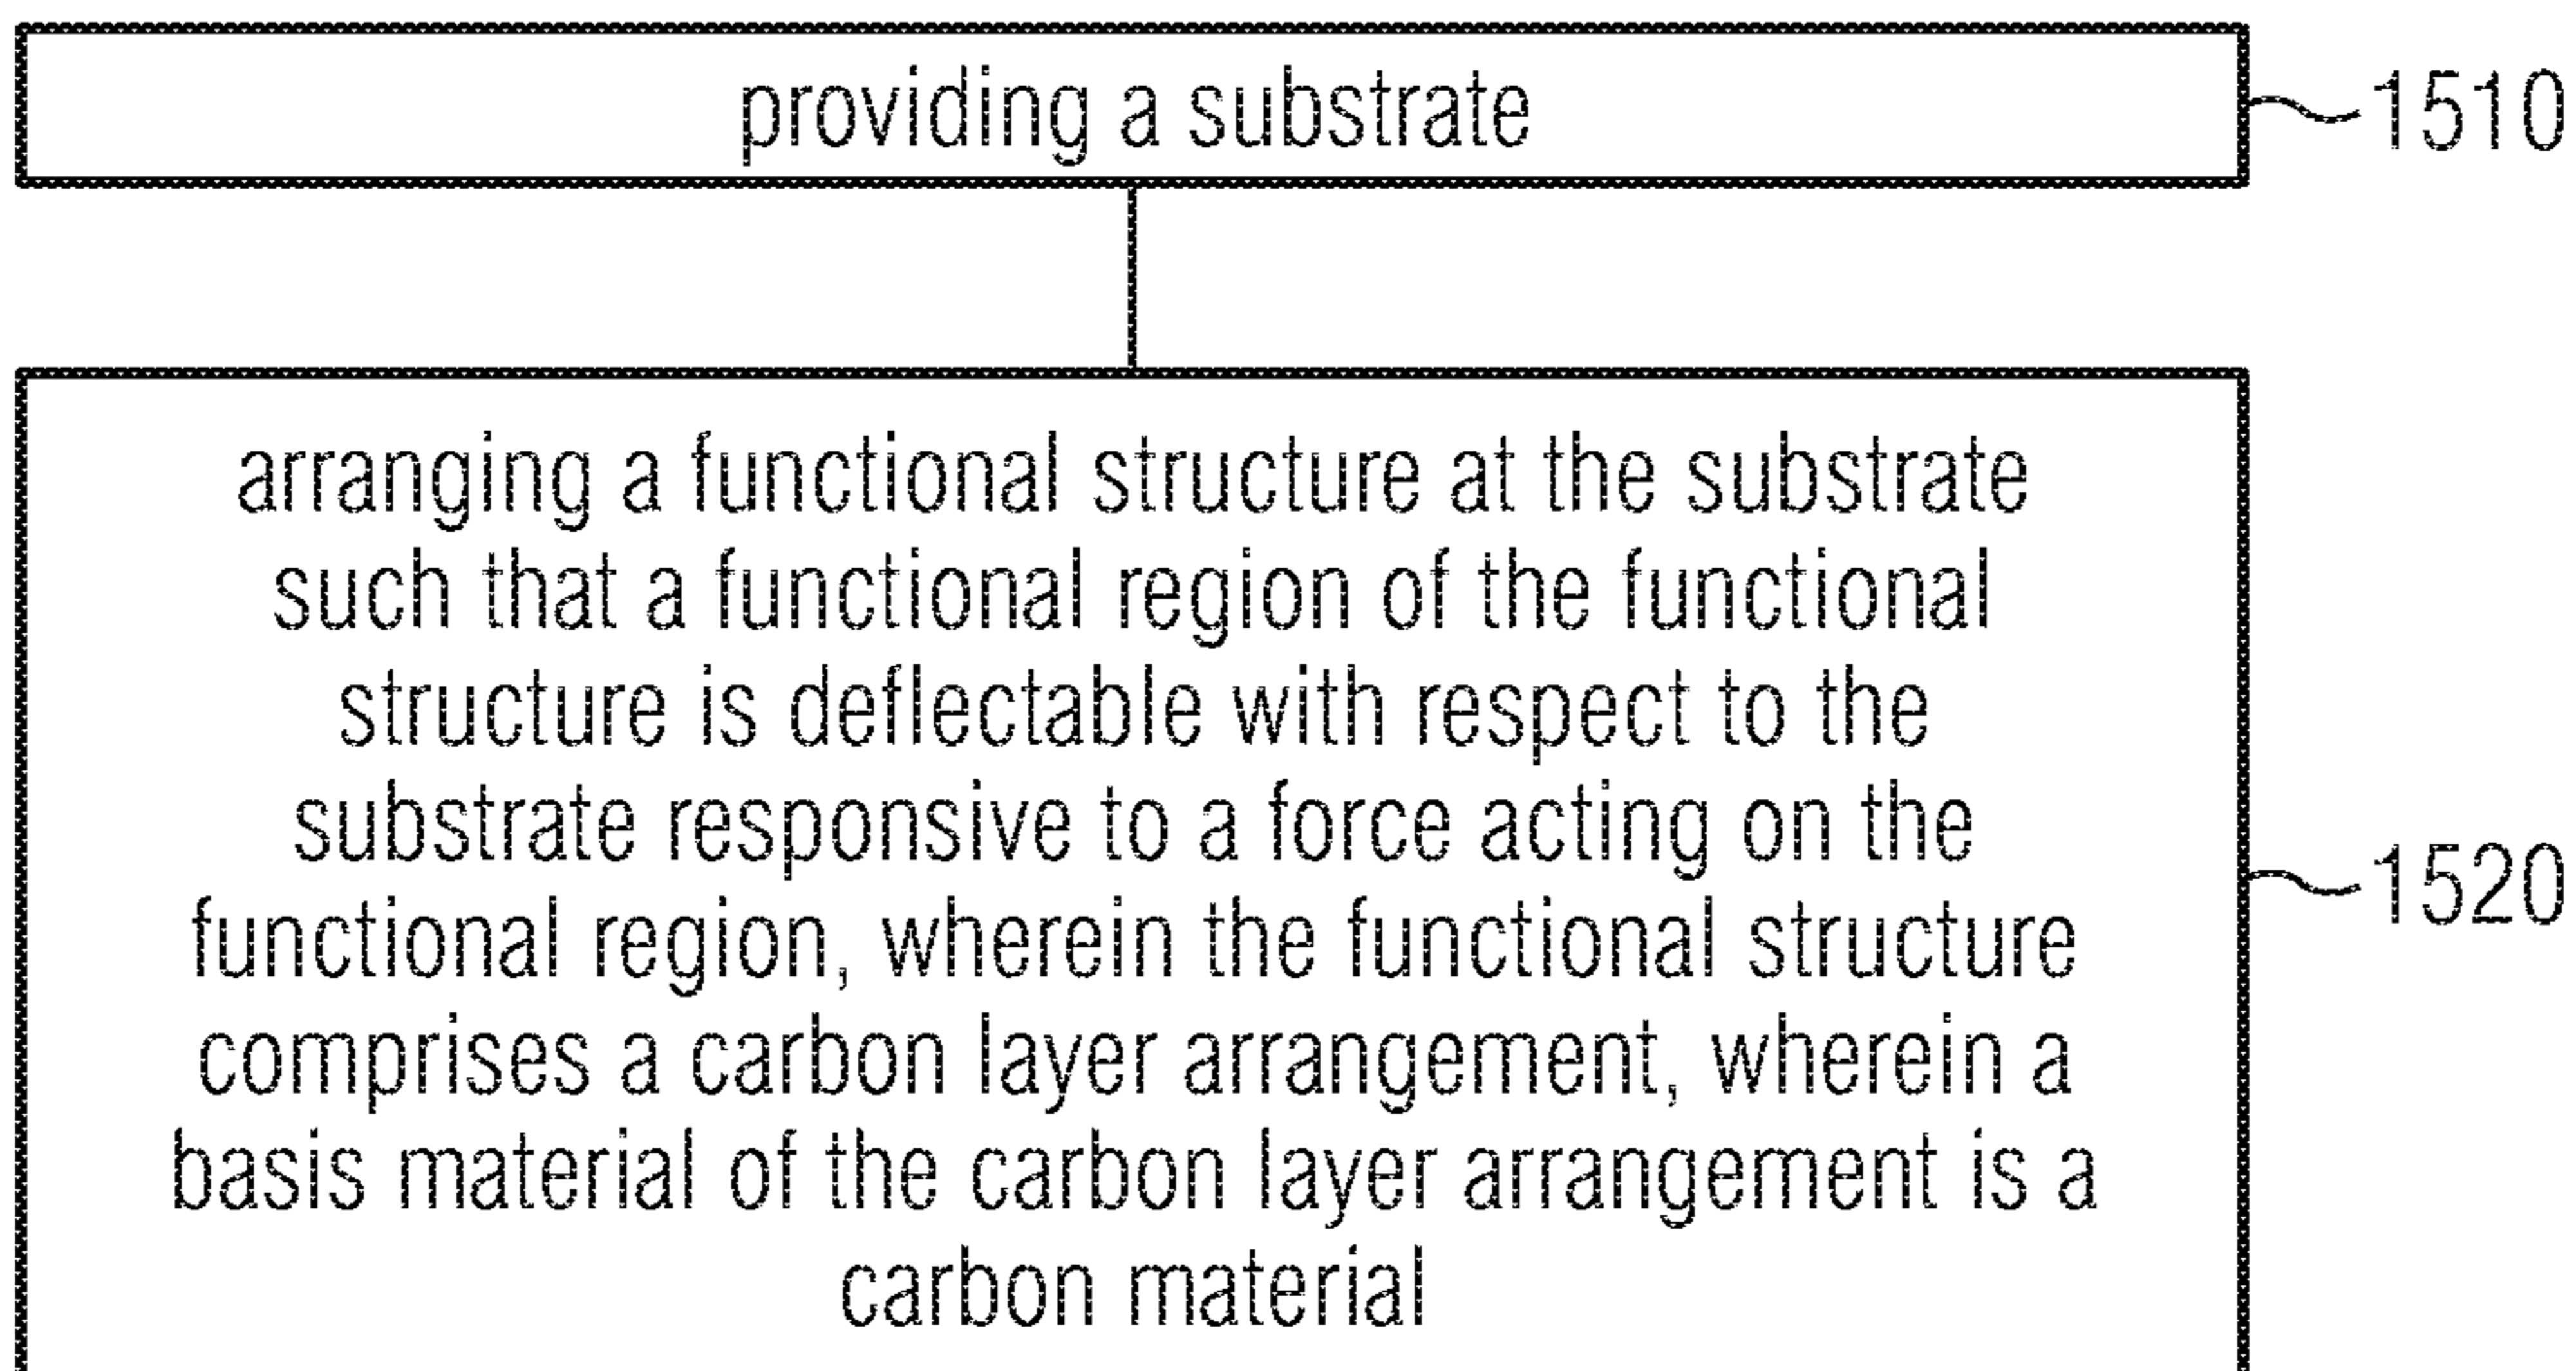 providing a substrate
1510
arranging a functional structure at the substrate
such that a functional region of the functional
structure is deflectable with respect to the
substrate responsive to a force acting on the
functional region, wherein the functional structure
comprises a carbon layer arrangement, wherein a
basis material of the carbon layer arrangement is a
carbon material
1520